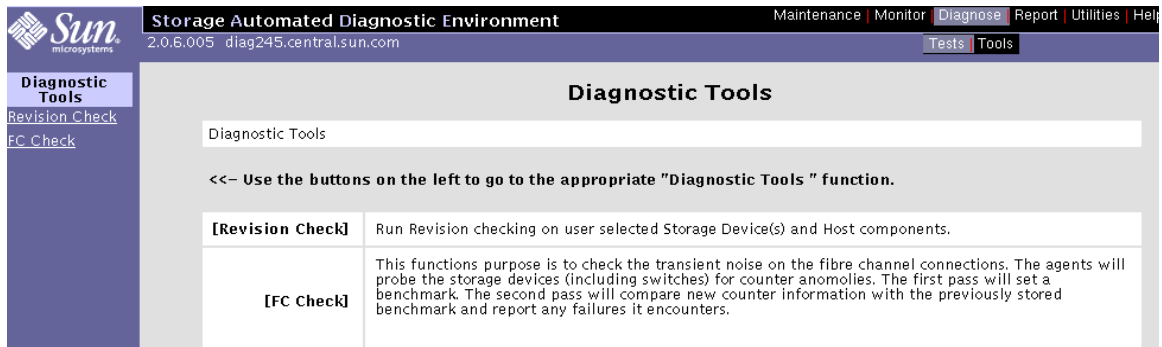 Sun
microsystems
Storage Automated Diagnostic Environment
Maintenance | Monitor | Diagnose | Report | Utilities | Help
2.0.6.005 diag245.central.sun.com
Tests | Tools
Diagnostic
Tools
Revision Check
FC Check
Diagnostic Tools
Diagnostic Tools
<<– Use the buttons on the left to go to the appropriate "Diagnostic Tools " function.
[Revision Check]
Run Revision checking on user selected Storage Device(s) and Host components.
[FC Check]
This functions purpose is to check the transient noise on the fibre channel connections. The agents will
probe the storage devices (including switches) for counter anomolies. The first pass will set a
benchmark. The second pass will compare new counter information with the previously stored
benchmark and report any failures it encounters.